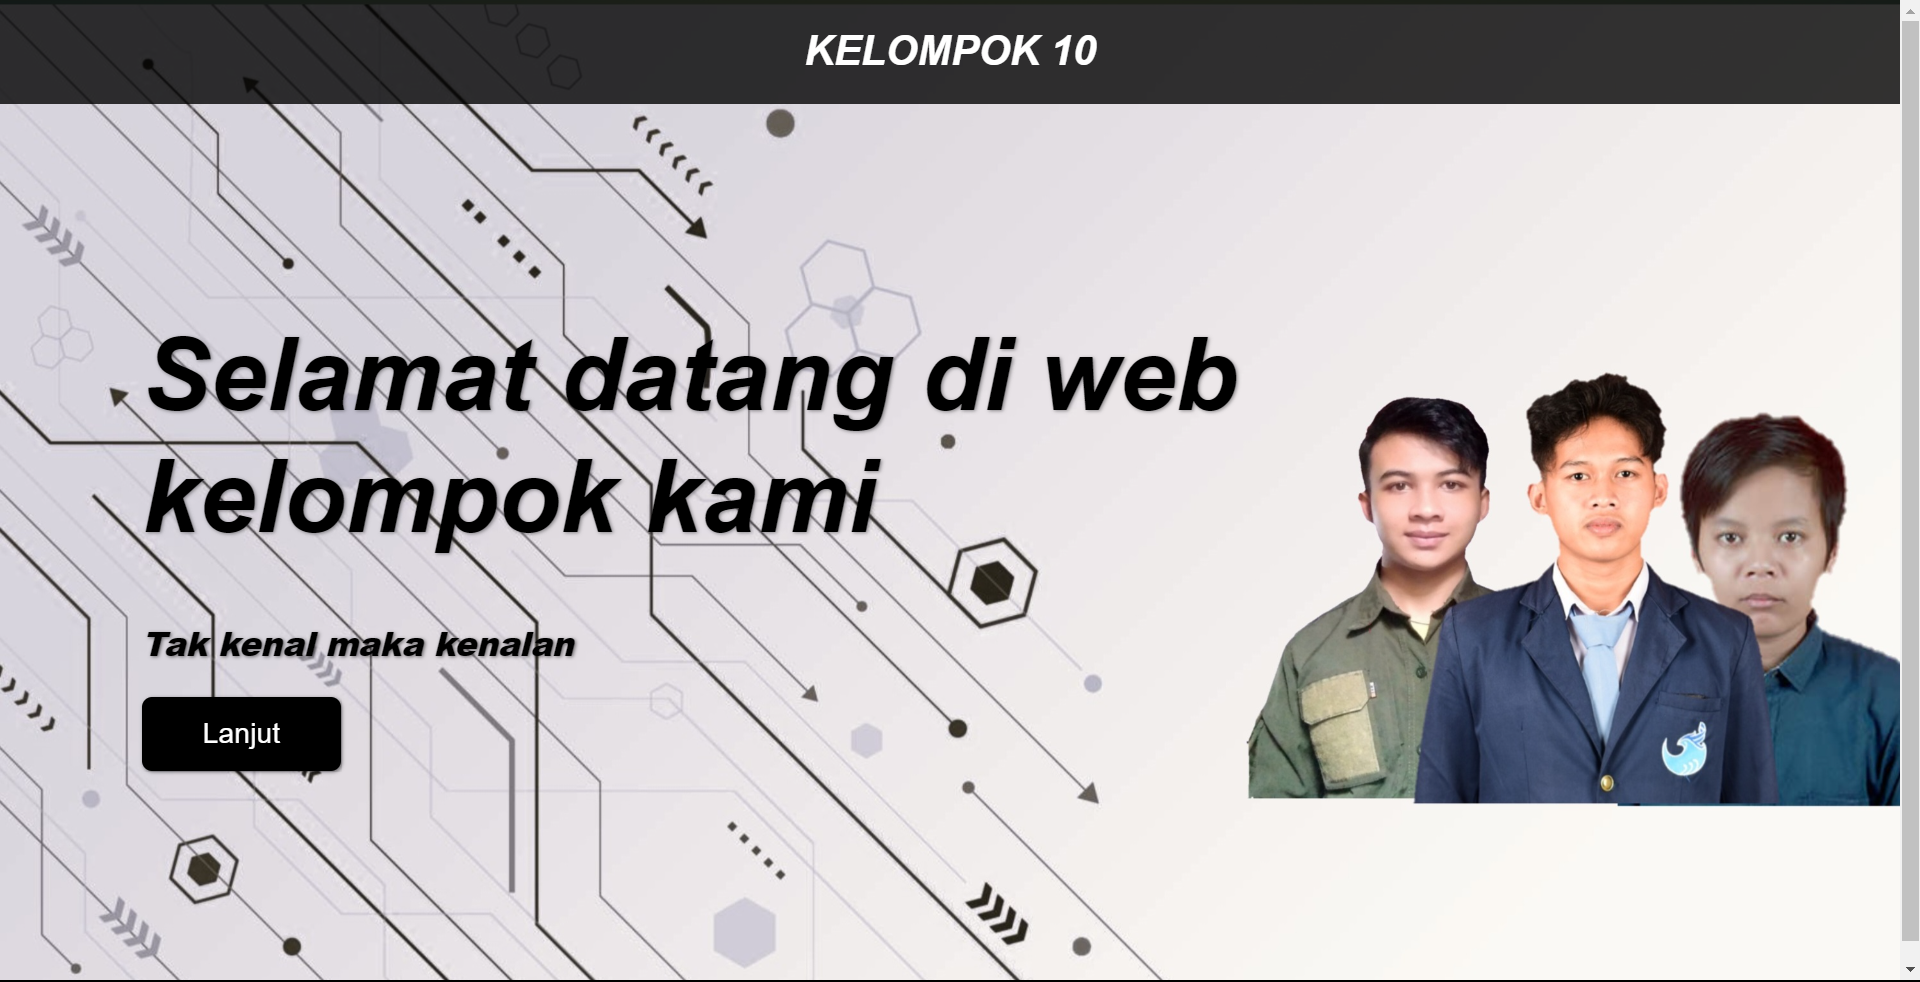 KELOMPOK 10
Selamat datang di web
kelompok kami
Tak kenal maka kenalan
Lanjut